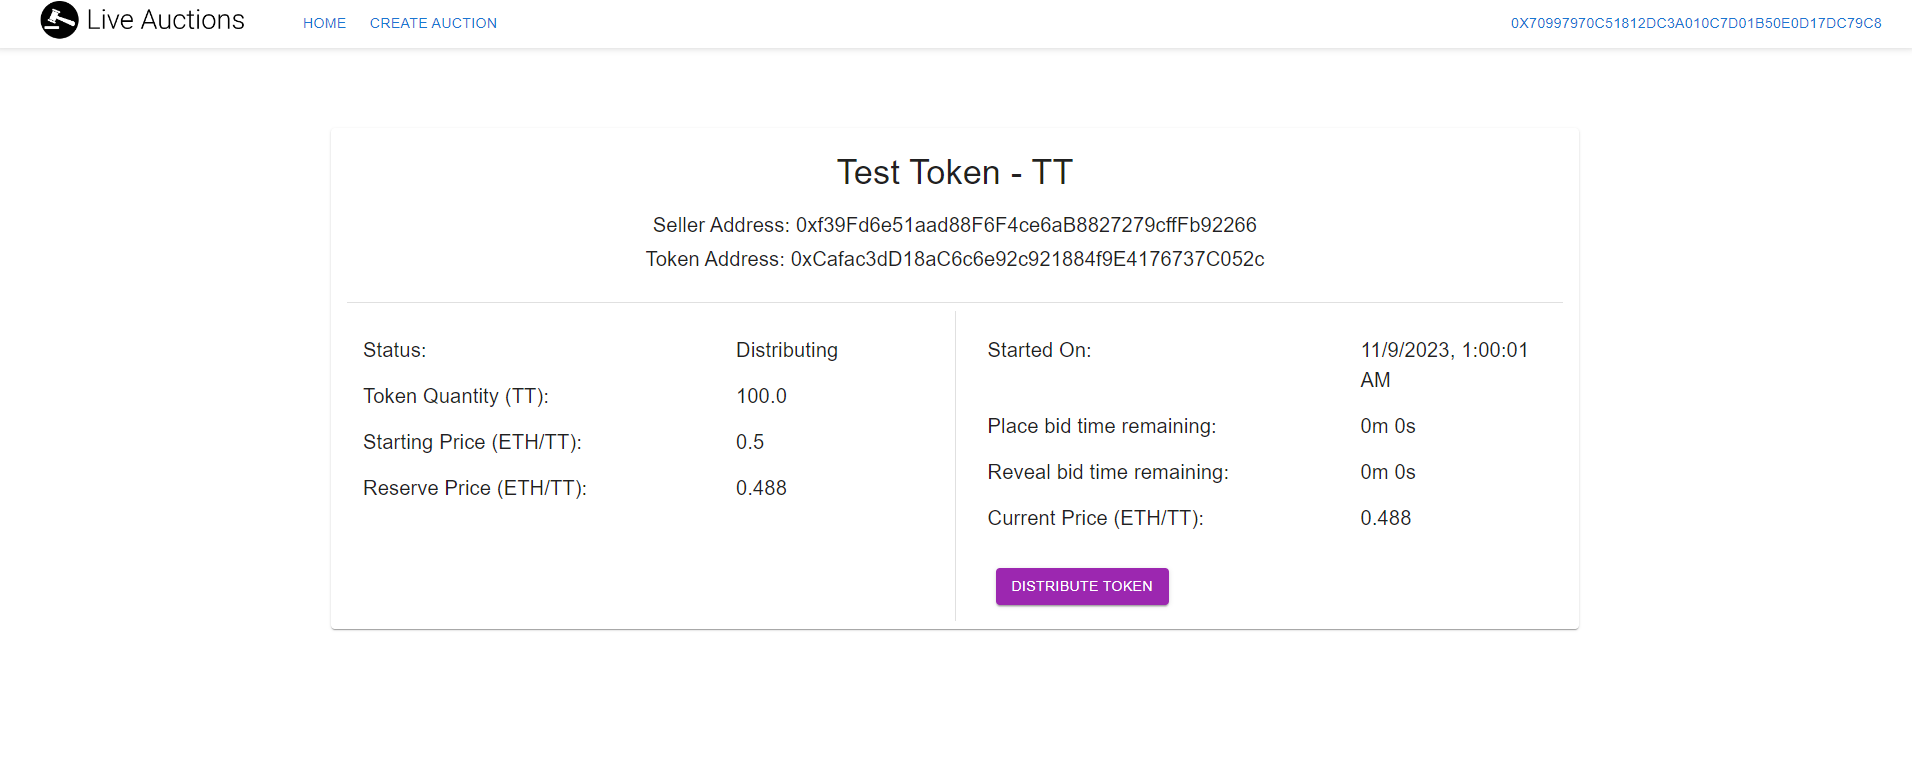 Live Auctions
HOME
CREATE AUCTION
0X70997970C51812DC3A010C7D01B50E0D17DC79C8
Test Token - TT
Seller Address: 0xf39Fd6e51aad88F6F4ce6aB8827279cffFb92266
Token Address: 0xCafac3dD18aC6c6e92c921884f9E4176737C052c
Status: Distributing
Token Quantity (TT): 100.0
Starting Price (ETH/TT): 0.5
Reserve Price (ETH/TT): 0.488
Started On: 11/9/2023, 1:00:01
AM
Place bid time remaining: 0m 0s
Reveal bid time remaining: 0m 0s
Current Price (ETH/TT): 0.488
DISTRIBUTE TOKEN